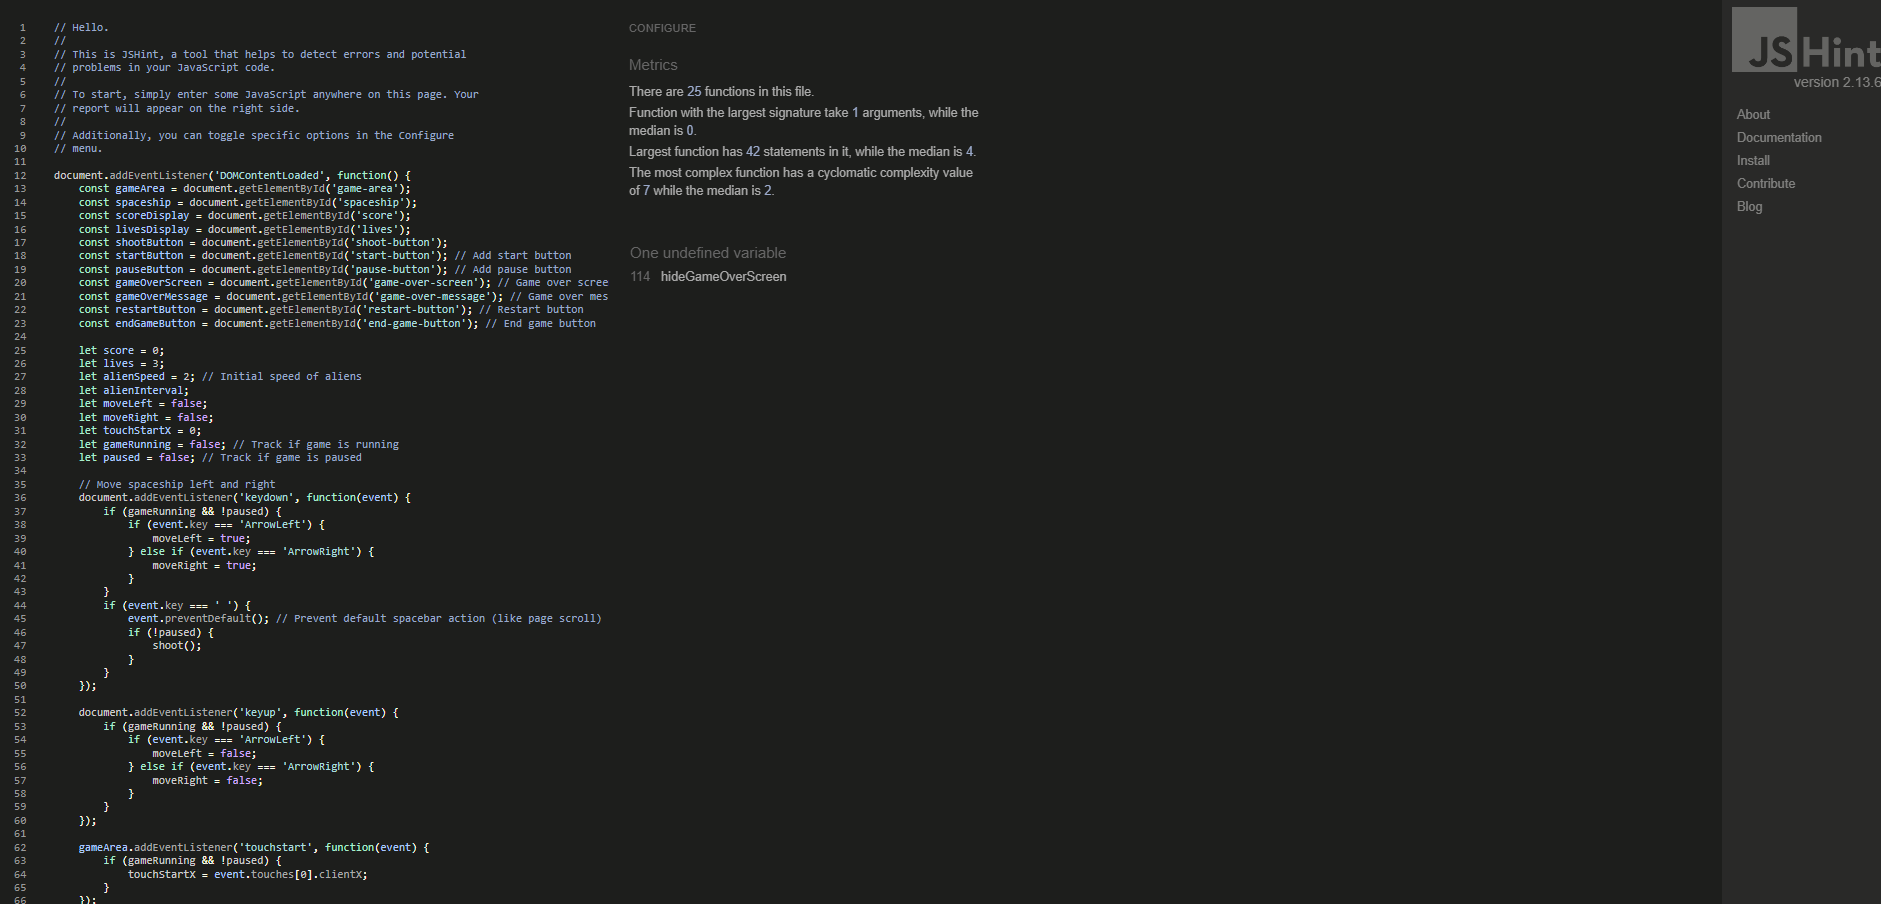 1 // Hello.
2 //
3 // This is JSHint, a tool that helps to detect errors and potential
4 // problems in your JavaScript code.
5 //
6 // To start, simply enter some JavaScript anywhere on this page. Your
7 // report will appear on the right side.
8 //
9 // Additionally, you can toggle specific options in the Configure
10 // menu.
11
12 document.addEventListener('DOMContentLoaded', function() {
13     const gameArea = document.getElementById('game-area');
14     const spaceship = document.getElementById('spaceship');
15     const scoreDisplay = document.getElementById('score');
16     const livesDisplay = document.getElementById('lives');
17     const shootButton = document.getElementById('shoot-button');
18     const startButton = document.getElementById('start-button'); // Add start button
19     const pauseButton = document.getElementById('pause-button'); // Add pause button
20     const gameOverScreen = document.getElementById('game-over-screen'); // Game over scree
21     const gameOverMessage = document.getElementById('game-over-message'); // Game over mes
22     const restartButton = document.getElementById('restart-button'); // Restart button
23     const endGameButton = document.getElementById('end-game-button'); // End game button
24
25     let score = 0;
26     let lives = 3;
27     let alienSpeed = 2; // Initial speed of aliens
28     let alienInterval;
29     let moveLeft = false;
30     let moveRight = false;
31     let touchStartX = 0;
32     let gameRunning = false; // Track if game is running
33     let paused = false; // Track if game is paused
34
35     // Move spaceship left and right
36     document.addEventListener('keydown', function(event) {
37         if (gameRunning && !paused) {
38             if (event.key === 'ArrowLeft') {
39                 moveLeft = true;
40             } else if (event.key === 'ArrowRight') {
41                 moveRight = true;
42             }
43         }
44         if (event.key === ' ') {
45             event.preventDefault(); // Prevent default spacebar action (like page scroll)
46             if (!paused) {
47                 shoot();
48             }
49         }
50     });
51
52     document.addEventListener('keyup', function(event) {
53         if (gameRunning && !paused) {
54             if (event.key === 'ArrowLeft') {
55                 moveLeft = false;
56             } else if (event.key === 'ArrowRight') {
57                 moveRight = false;
58             }
59         }
60     });
61
62     gameArea.addEventListener('touchstart', function(event) {
63         if (gameRunning && !paused) {
64             touchStartX = event.touches[0].clientX;
65         }
66     });
CONFIGURE
Metrics
There are 25 functions in this file.
Function with the largest signature take 1 arguments, while the
median is 0.
Largest function has 42 statements in it, while the median is 4.
The most complex function has a cyclomatic complexity value
of 7 while the median is 2.
One undefined variable
114 hideGameOverScreen
JSHint
version 2.13.6
About
Documentation
Install
Contribute
Blog